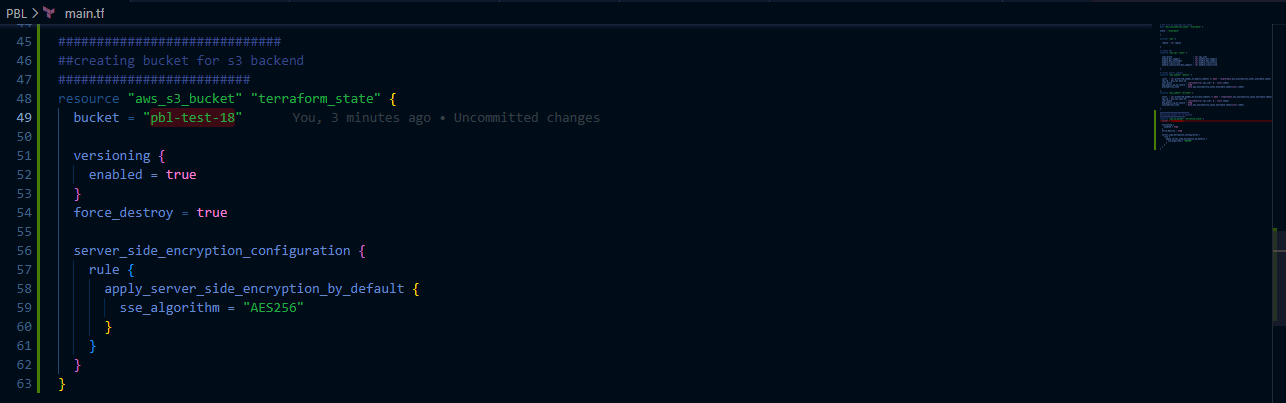 PBL > main.tf
44
45 #############################
46 ##creating bucket for s3 backend
47 #########################
48 resource "aws_s3_bucket" "terraform_state" {
49 bucket = "pbl-test-18" You, 3 minutes ago • Uncommitted changes
50
51 versioning {
52 enabled = true
53 }
54 force_destroy = true
55
56 server_side_encryption_configuration {
57 rule {
58 apply_server_side_encryption_by_default {
59 sse_algorithm = "AES256"
60 }
61 }
62 }
63 }